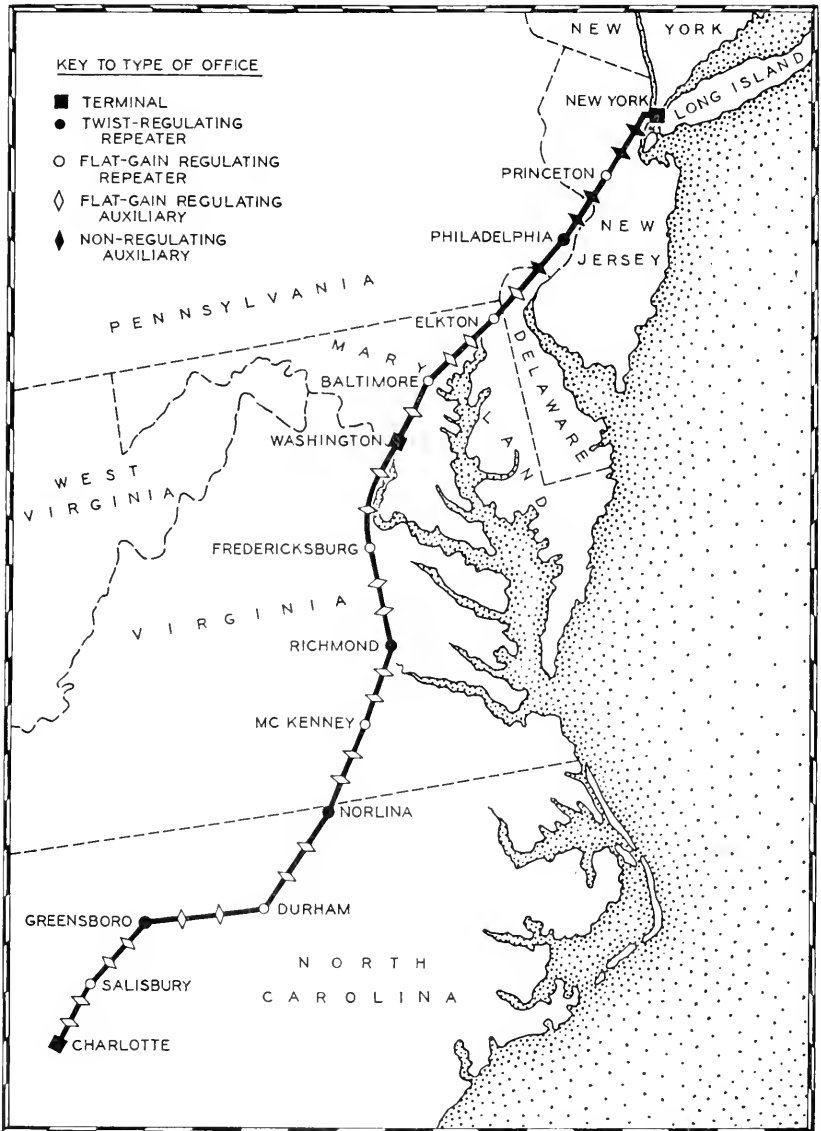 KEY TO TYPE OF OFFICE
TERMINAL
TWIST-REGULATING
REPEATER
FLAT-GAIN REGULATING
REPEATER
FLAT-GAIN REGULATING
AUXILIARY
NON-REGULATING
AUXILIARY
NEW YORK
NEW YORK
LONG ISLAND
PRINCETON
NEW
JERSEY
PHILADELPHIA
PENNSYLVANIA
ELKTON
DELAWARE
MARYLAND
BALTIMORE
WASHINGTON
WEST
VIRGINIA
FREDERICKSBURG
VIRGINIA
RICHMOND
MC KENNEY
NORLINA
DURHAM
GREENSBORO
NORTH
CAROLINA
SALISBURY
CHARLOTTE